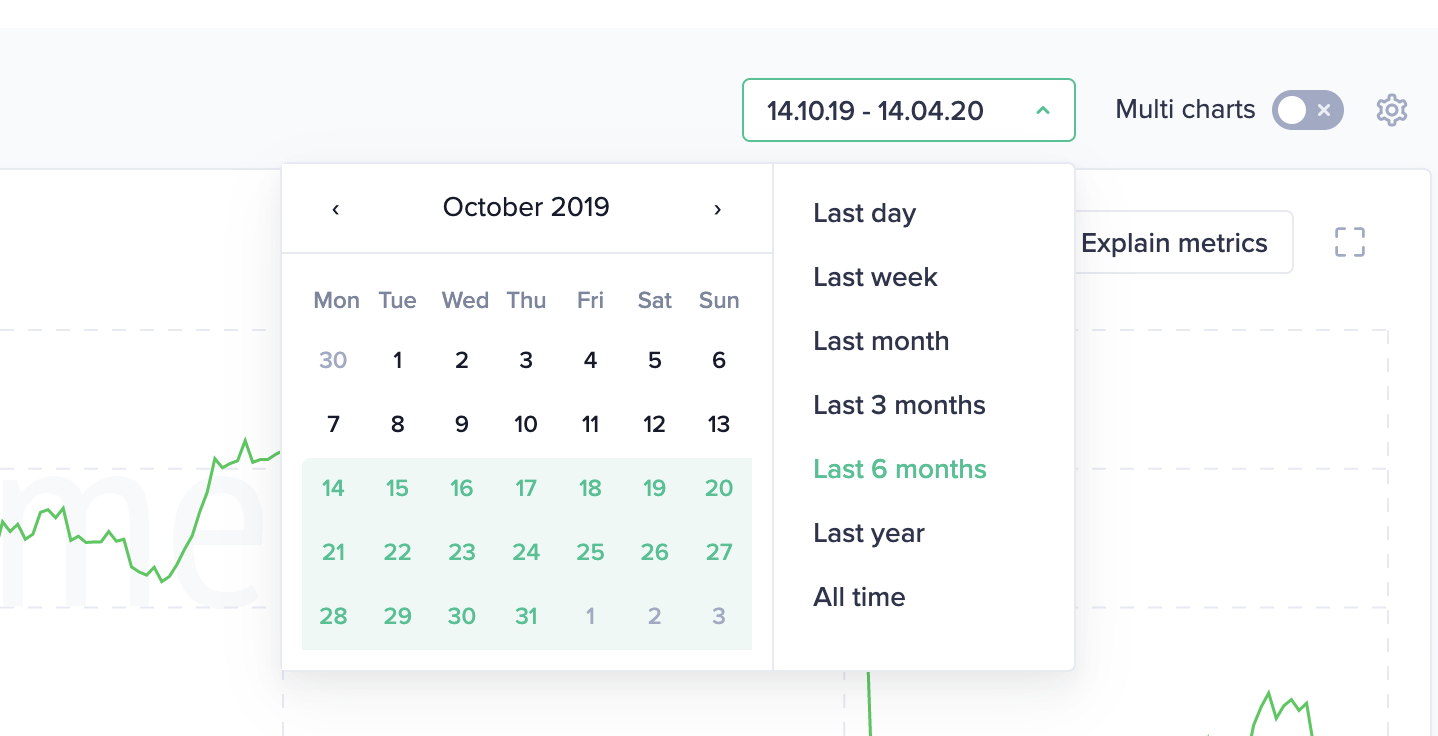 14.10.19 - 14.04.20
Multi charts
‹ October 2019 ›
Explain metrics
Mon Tue Wed Thu Fri Sat Sun
30 1 2 3 4 5 6
7 8 9 10 11 12 13
14 15 16 17 18 19 20
21 22 23 24 25 26 27
28 29 30 31 1 2 3
Last day
Last week
Last month
Last 3 months
Last 6 months
Last year
All time
me